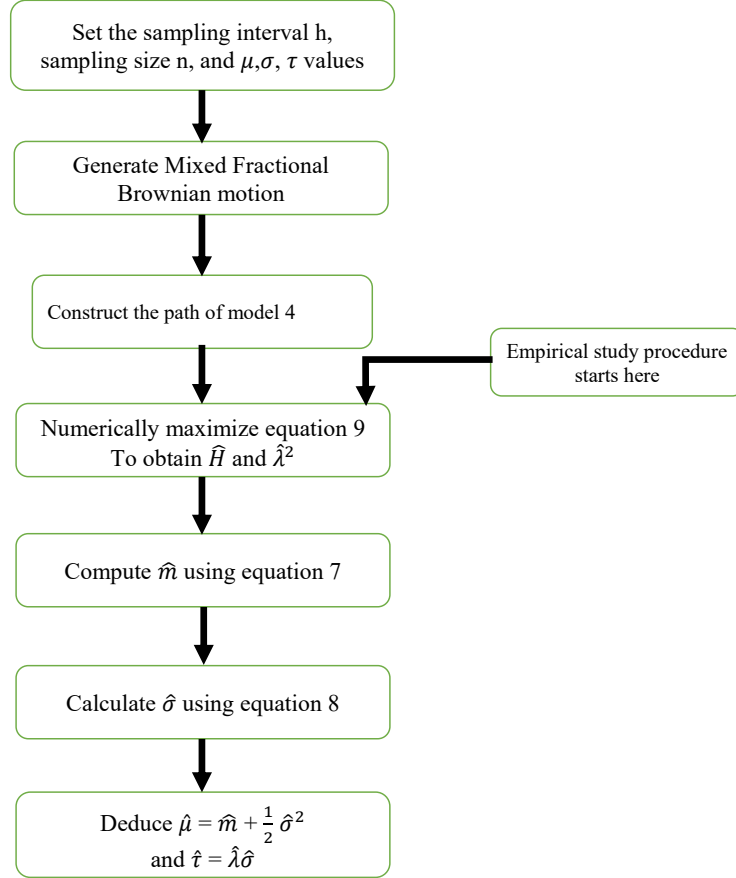 Set the sampling interval h,
sampling size n, and μ,σ, τ values
Generate Mixed Fractional
Brownian motion
Construct the path of model 4
Empirical study procedure
starts here
Numerically maximize equation 9
To obtain Ĥ and λ̂²
Compute m̂ using equation 7
Calculate σ̂ using equation 8
Deduce μ̂ = m̂ + ½ σ̂²
and τ̂ = λ̂σ̂